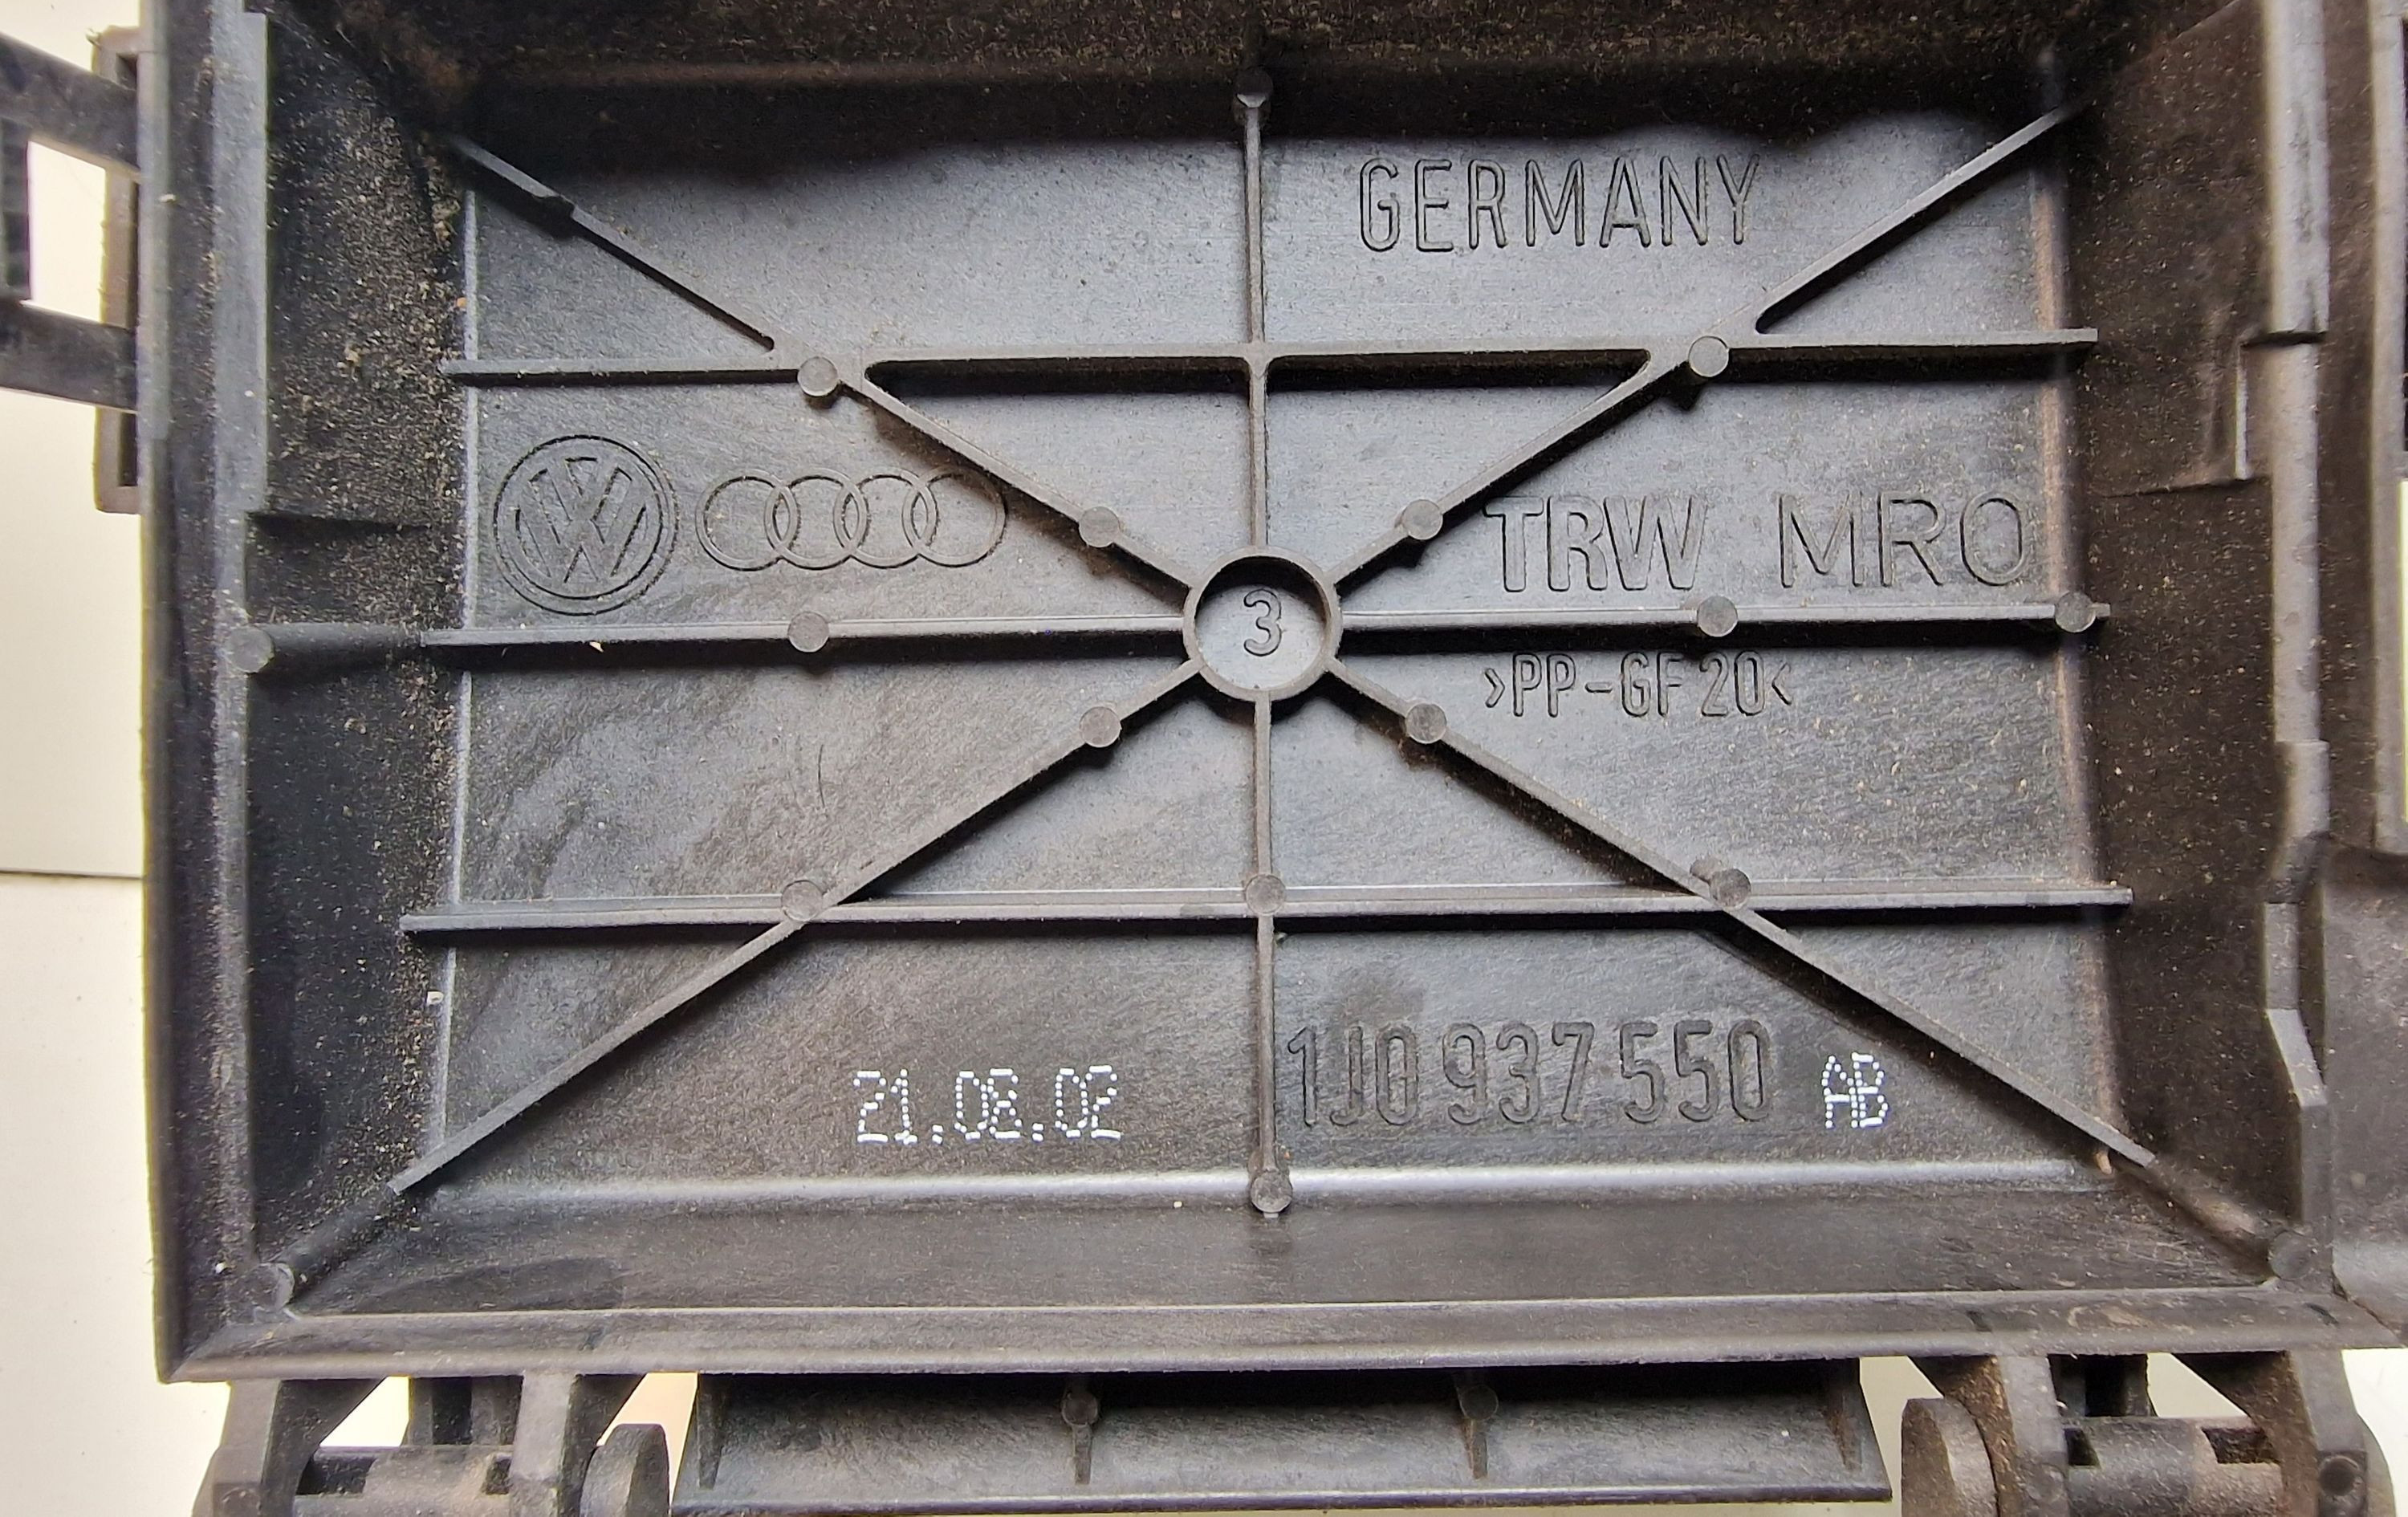 GERMANY
TRW MRO
3
>PP-GF20<
1J0 937 550 AB
21.08.02